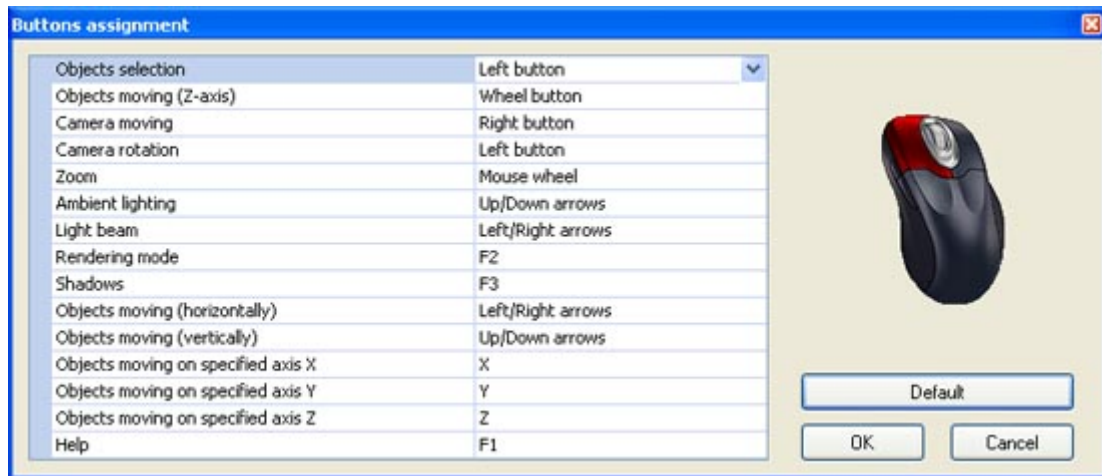 Buttons assignment
Objects selection Left button
Objects moving (Z-axis) Wheel button
Camera moving Right button
Camera rotation Left button
Zoom Mouse wheel
Ambient lighting Up/Down arrows
Light beam Left/Right arrows
Rendering mode F2
Shadows F3
Objects moving (horizontally) Left/Right arrows
Objects moving (vertically) Up/Down arrows
Objects moving on specified axis X X
Objects moving on specified axis Y Y
Objects moving on specified axis Z Z
Help F1
Default
OK Cancel